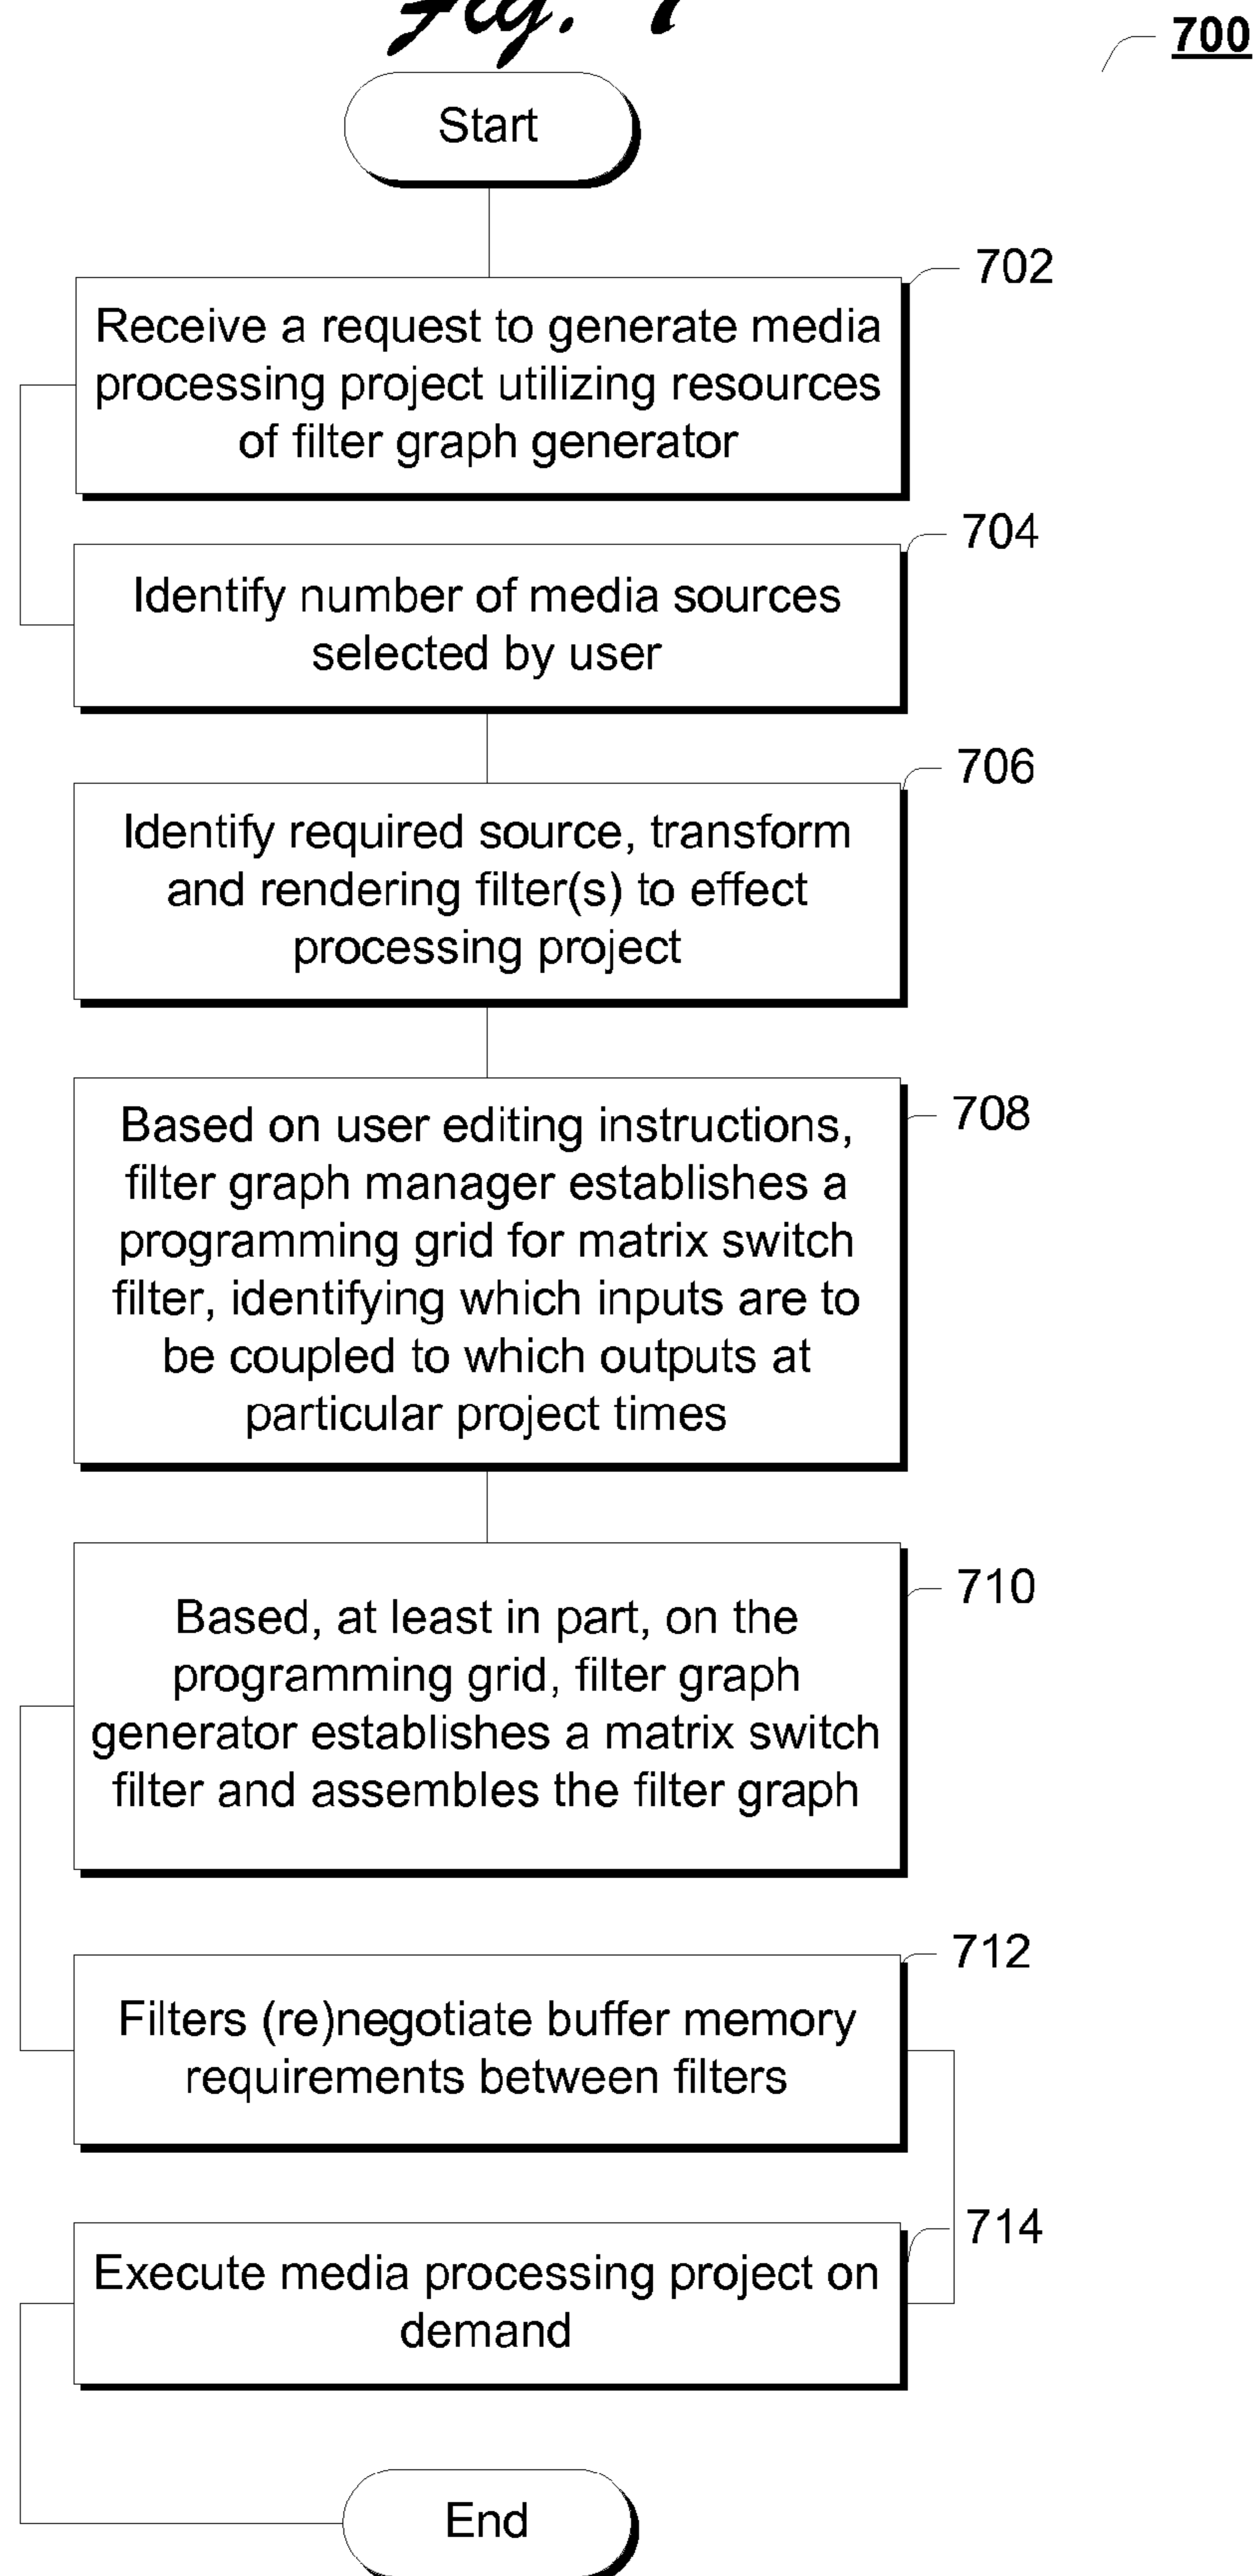 Fig. 7
700
Start
702
Receive a request to generate media
processing project utilizing resources
of filter graph generator
704
Identify number of media sources
selected by user
706
Identify required source, transform
and rendering filter(s) to effect
processing project
708
Based on user editing instructions,
filter graph manager establishes a
programming grid for matrix switch
filter, identifying which inputs are to
be coupled to which outputs at
particular project times
710
Based, at least in part, on the
programming grid, filter graph
generator establishes a matrix switch
filter and assembles the filter graph
712
Filters (re)negotiate buffer memory
requirements between filters
714
Execute media processing project on
demand
End